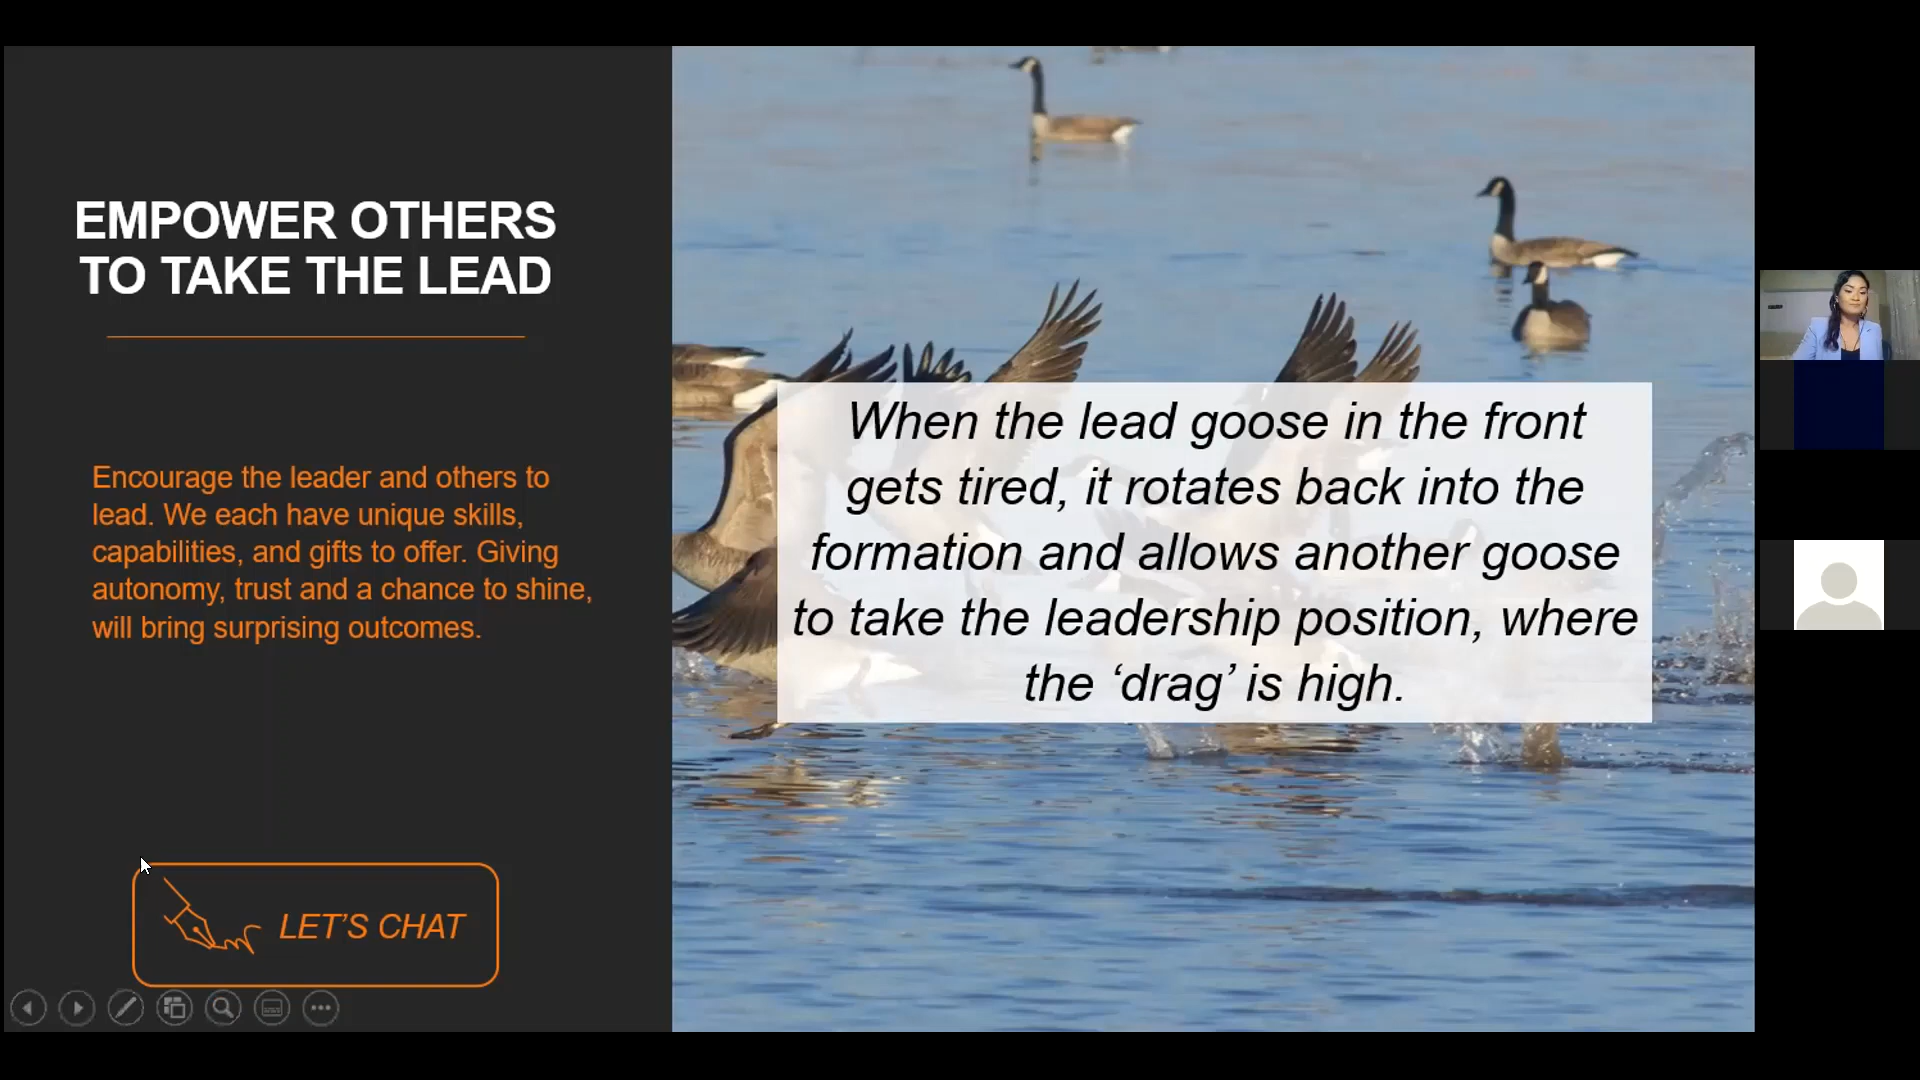 EMPOWER OTHERS
TO TAKE THE LEAD
Encourage the leader and others to
lead. We each have unique skills,
capabilities, and gifts to offer. Giving
autonomy, trust and a chance to shine,
will bring surprising outcomes.
LET’S CHAT
When the lead goose in the front
gets tired, it rotates back into the
formation and allows another goose
to take the leadership position, where
the ‘drag’ is high.